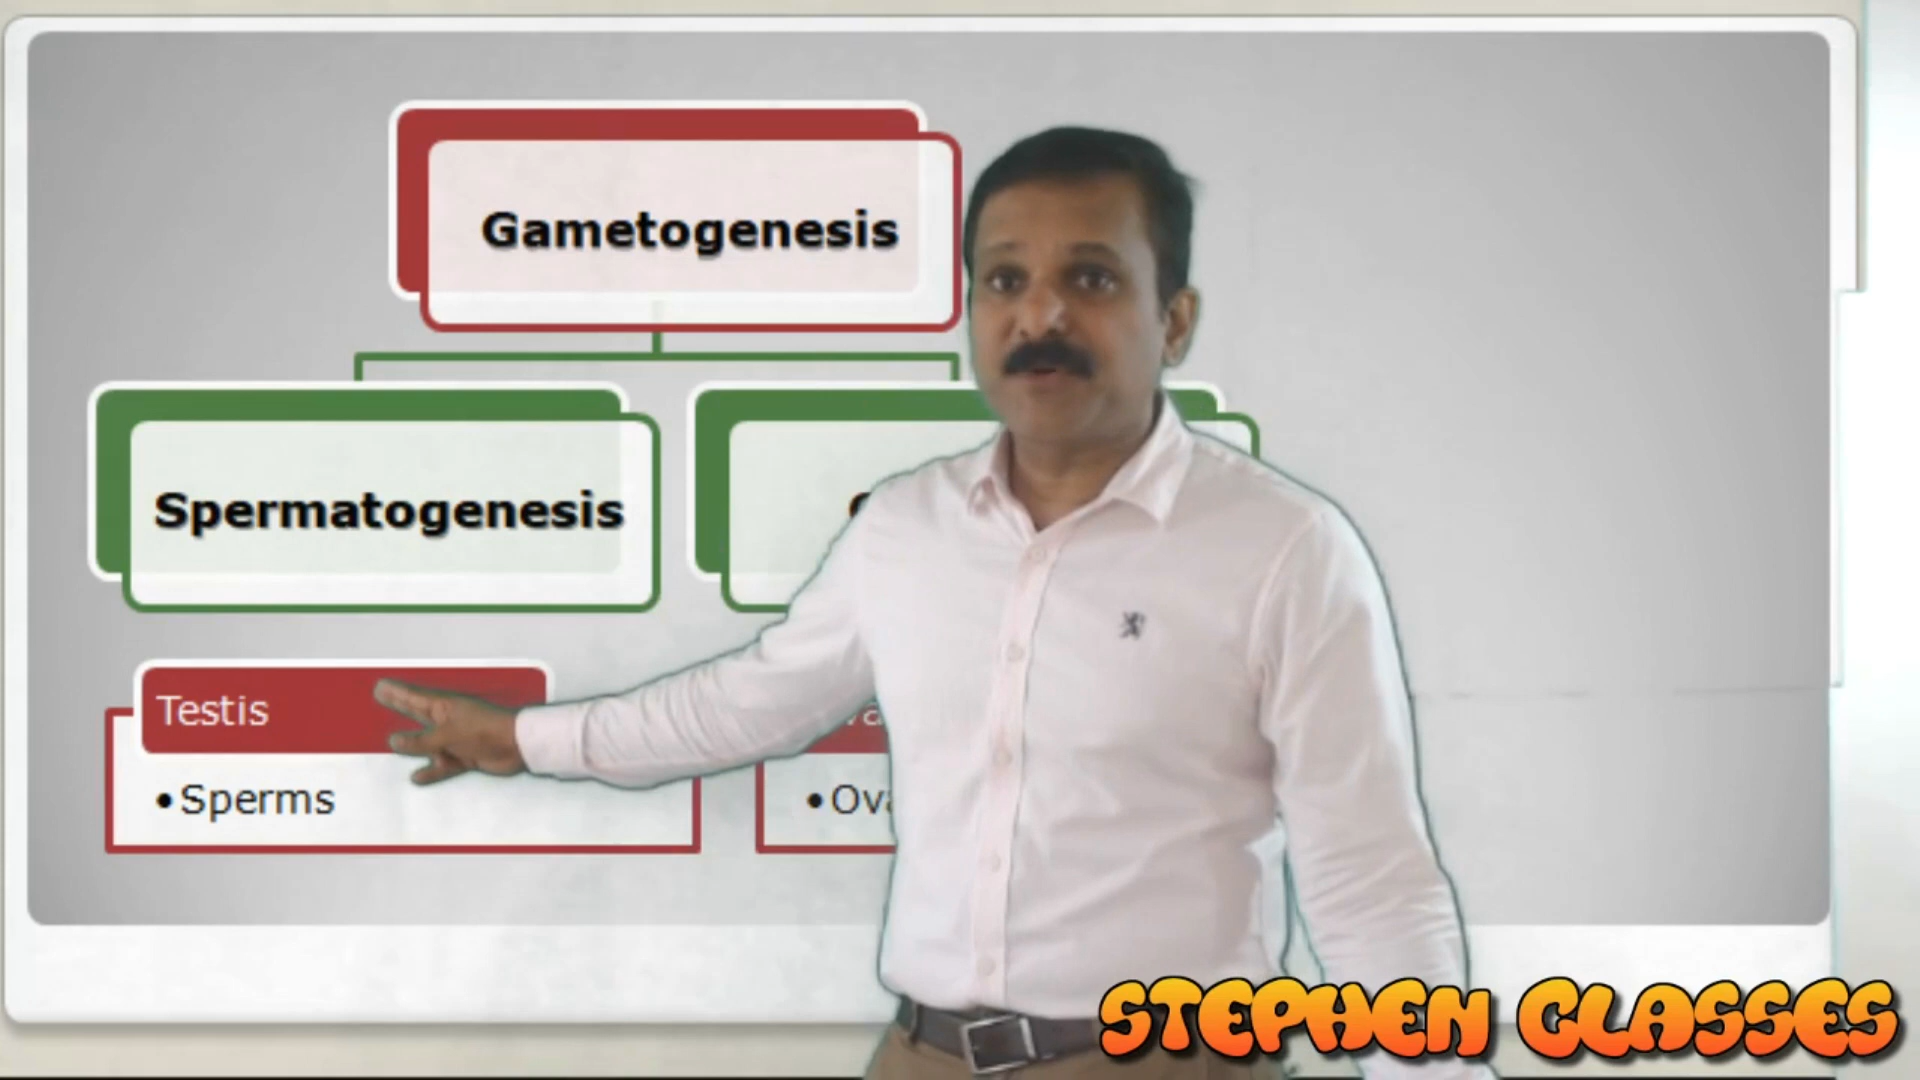 Gametogenesis
Spermatogenesis
Testis
• Sperms
STEPHEN CLASSES